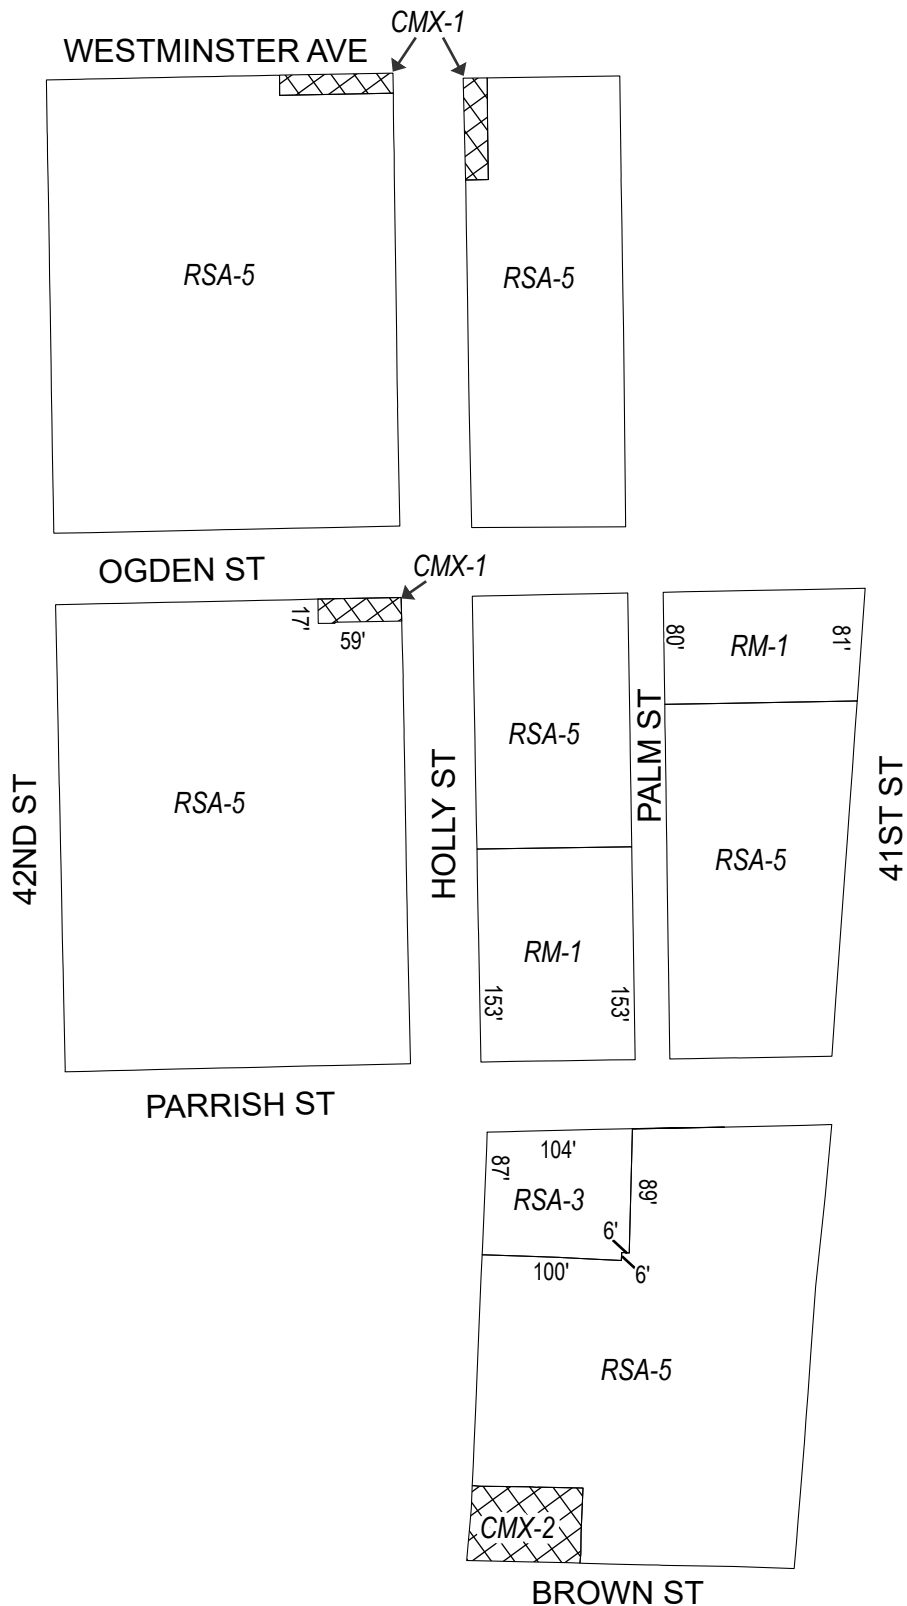 CMX-1
WESTMINSTER AVE
RSA-5
RSA-5
OGDEN ST
CMX-1
17'
59'
80'
RM-1
81'
RSA-5
PALM ST
42ND ST
RSA-5
HOLLY ST
RSA-5
41ST ST
RM-1
153'
153'
PARRISH ST
104'
87'
RSA-3
89'
6'
100'
6'
RSA-5
CMX-2
BROWN ST